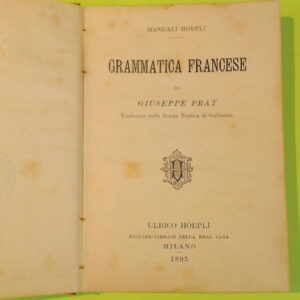 MANUALI HOEPLI
GRAMMATICA FRANCESE
DI
GIUSEPPE PRAT
Professore nella Scuola Tecnica di Gallarate
ULRICO HOEPLI
EDITORE-LIBRAIO DELLA REAL CASA
MILANO
1895